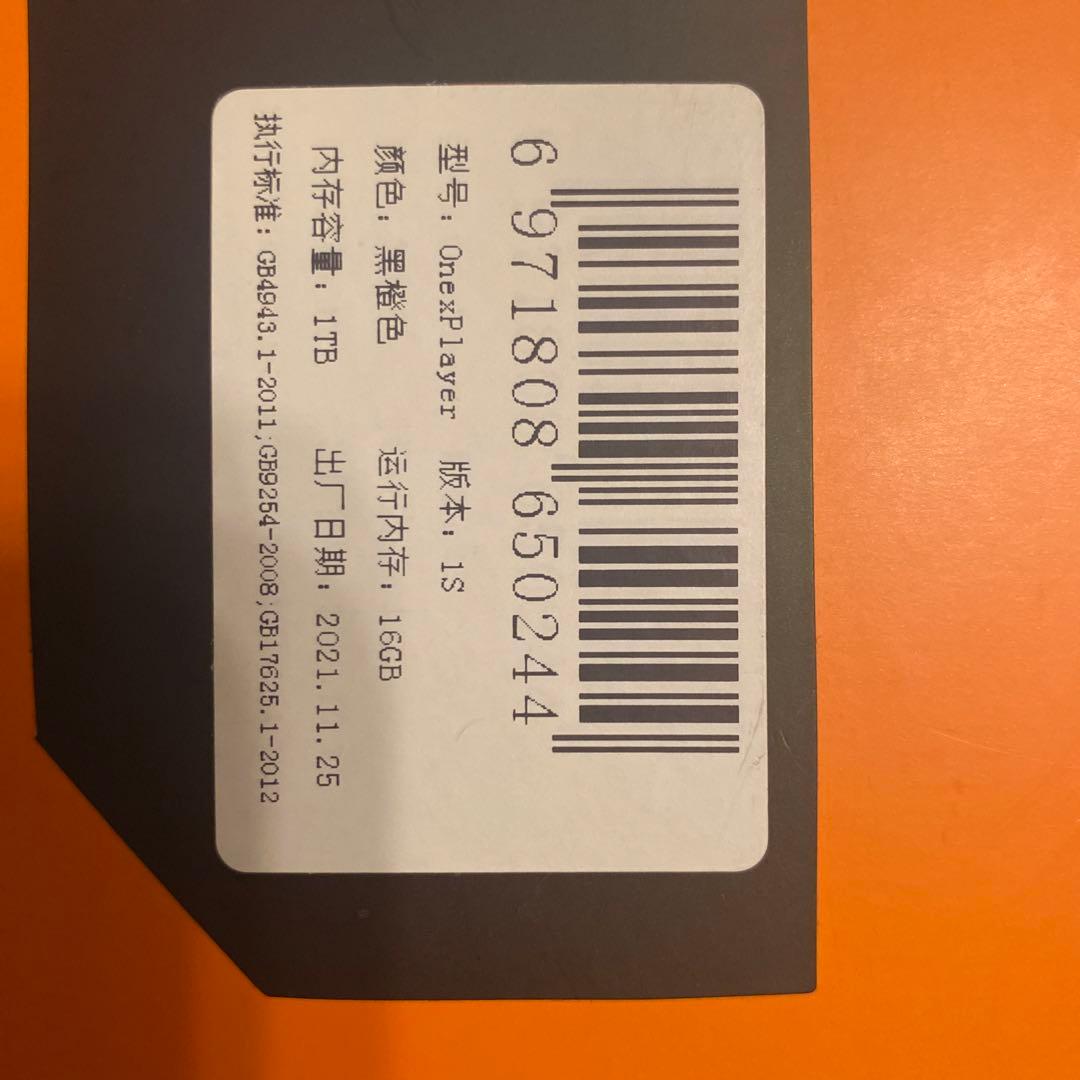 6 971808 650244
型号: OnexPlayer 版本: 1S
颜色: 黑橙色 运行内存: 16GB
内存容量: 1TB 出厂日期: 2021.11.25
执行标准: GB4943.1-2011;GB9254-2008;GB17625.1-2012